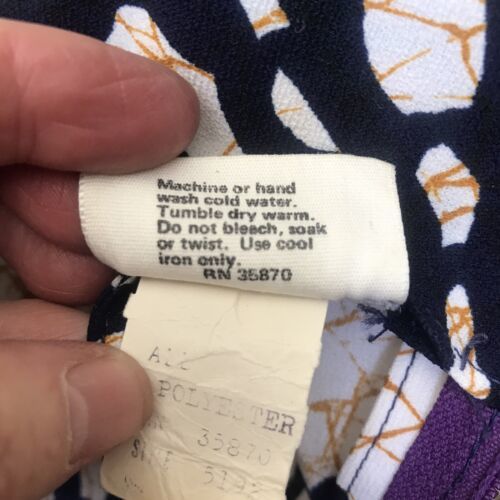 Machine or hand
wash cold water.
Tumble dry warm.
Do not bleach, soak
or twist. Use cool
iron only.
RN 35870
ALL
POLYESTER
35870